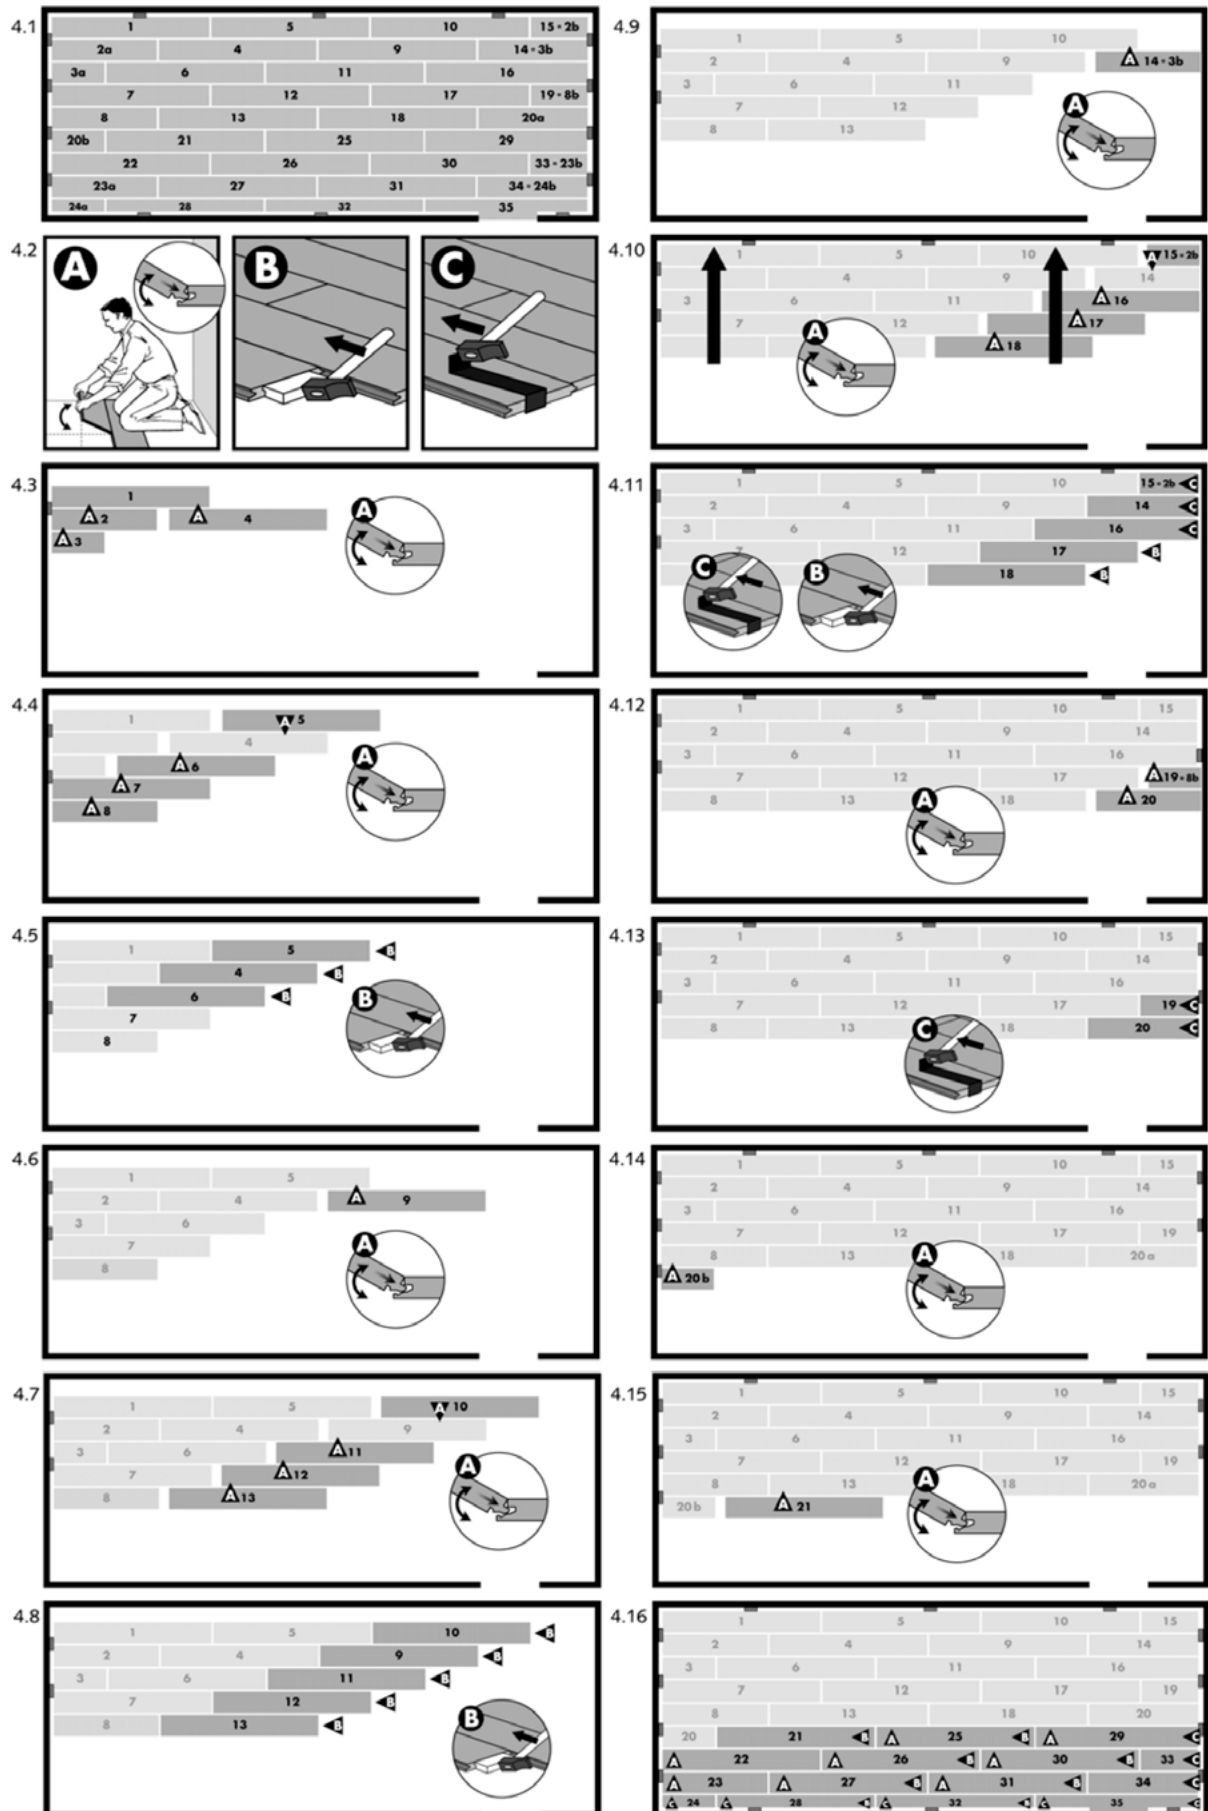 4.1
1 5 10 15 - 2b
2a 4 9 14 - 3b
3a 6 11 16
7 12 17 19 - 8b
8 13 18 20a
20b 21 25 29
22 26 30 33 - 23b
23a 27 31 34 - 24b
24a 28 32 35
4.2
A B C
4.3
1
A 2 A 4 A
A 3
4.4
1 A 5
4 A
A 6
A 7
A 8
4.5
1 5 B
4 B
6 B B
7
8
4.6
1 5
2 4 A 9
3 6 A
7
8
4.7
1 5 A 10
2 4 9
3 6 A 11 A
7 A 12
8 A 13
4.8
1 5 10 B
2 4 9 B
3 6 11 B
7 12 B B
8 13 B
4.9
1 5 10
2 4 9 A 14 - 3b
3 6 11 A
7 12
8 13
4.10
1 5 10 A 15 - 2b
4 9 14
3 6 11 A 16
7 A 12 A 17
A 18
4.11
1 5 10 15 - 2b C
2 4 9 14 C
3 6 11 16 C
7 12 17 B
C B 18 B
4.12
1 5 10 15
2 4 9 14
3 6 11 16
7 12 17 A 19 - 8b
8 13 A 18 A 20
4.13
1 5 10 15
2 4 9 14
3 6 11 16
7 12 17 19 C
8 13 C 18 20 C
4.14
1 5 10 15
2 4 9 14
3 6 11 16
7 12 17 19
8 13 A 18 20 a
A 20 b
4.15
1 5 10 15
2 4 9 14
3 6 11 16
7 12 17 19
8 13 A 18 20 a
20 b A 21
4.16
1 5 10 15
2 4 9 14
3 6 11 16
7 12 17 19
8 13 18 20
20 21 B A 25 B A 29 C
A 22 A 26 B A 30 B 33 C
A 23 A 27 B A 31 B 34 C
C 24 C 28 B C 32 B C 35 C